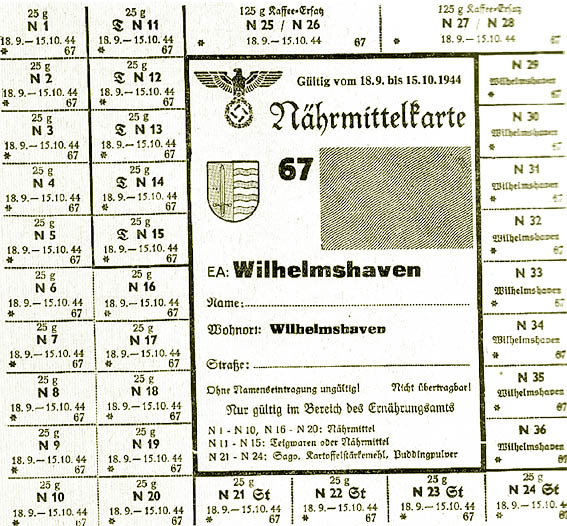 25 g
N 1
18. 9.—15. 10. 44
* 67
25 g
T N 11
18. 9.—15. 10. 44
67
125 g Kaffee-Ersatz
N 25 / N 26
18. 9.—15. 10. 44
* 67
125 g Kaffee-Ersatz
N 27 / N 28
18. 9.—15. 10. 44
* 67
25 g
N 2
18. 9.—15. 10. 44
* 67
25 g
T N 12
18. 9.—15. 10. 44
* 67
25 g
N 3
18. 9.—15. 10. 44
* 67
25 g
T N 13
18. 9.—15. 10. 44
* 67
25 g
N 4
18. 9.—15. 10. 44
* 67
25 g
T N 14
18. 9.—15. 10. 44
* 67
25 g
N 5
18. 9.—15. 10. 44
* 67
25 g
T N 15
18. 9.—15. 10. 44
* 67
25 g
N 6
18. 9.—15. 10. 44
* 67
25 g
N 16
18. 9.—15. 10. 44
* 67
25 g
N 7
18. 9.—15. 10. 44
* 67
25 g
N 17
18. 9.—15. 10. 44
* 67
25 g
N 8
18. 9.—15. 10. 44
* 67
25 g
N 18
18. 9.—15. 10. 44
* 67
25 g
N 9
18. 9.—15. 10. 44
* 67
25 g
N 19
18. 9.—15. 10. 44
* 67
25 g
N 10
18. 9.—15. 10. 44
* 67
25 g
N 20
18. 9.—15. 10. 44
* 67
Gültig vom 18.9. bis 15.10.1944
Nährmittelkarte
67
EA: Wilhelmshaven
Name:
Wohnort: Wilhelmshaven
Straße:
Ohne Namenseintragung ungültig! Nicht übertragbar!
Nur gültig im Bereich des Ernährungsamts
N 1 - N 10, N 16 - N 20: Nährmittel
N 11 - N 15: Teigwaren oder Nährmittel
N 21 - N 24: Sago, Kartoffelstärkemehl, Puddingpulver
N 29
Wilhelmshaven
* 67
N 30
Wilhelmshaven
* 67
N 31
Wilhelmshaven
* 67
N 32
Wilhelmshaven
* 67
N 33
Wilhelmshaven
* 67
N 34
Wilhelmshaven
* 67
N 35
Wilhelmshaven
* 67
N 36
Wilhelmshaven
* 67
25 g
N 21 St
18. 9.—15. 10. 44
* 67
25 g
N 22 St
18. 9.—15. 10. 44
* 67
25 g
N 23 St
18. 9.—15. 10. 44
* 67
25 g
N 24 St
18. 9.—15. 10. 44
* 67